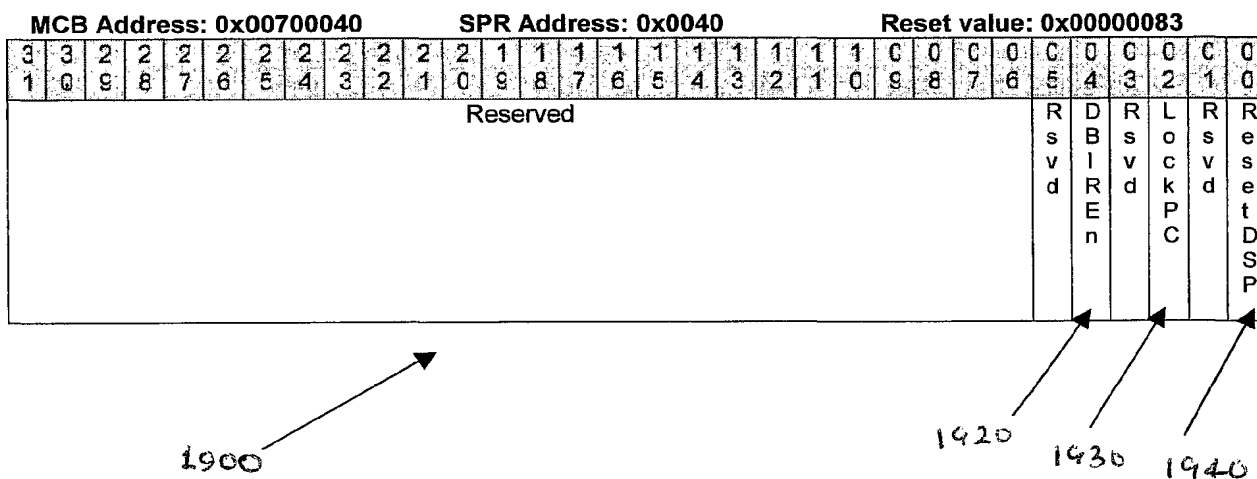 MCB Address: 0x00700040 SPR Address: 0x0040 Reset value: 0x00000083
31 30 29 28 27 26 25 24 23 22 21 20 19 18 17 16 15 14 13 12 11 10 09 08 07 06 05 04 03 02 01 00
Reserved Rsvd DBIREn Rsvd LockPC Rsvd ResetDSP
1900 1920 1930 1940